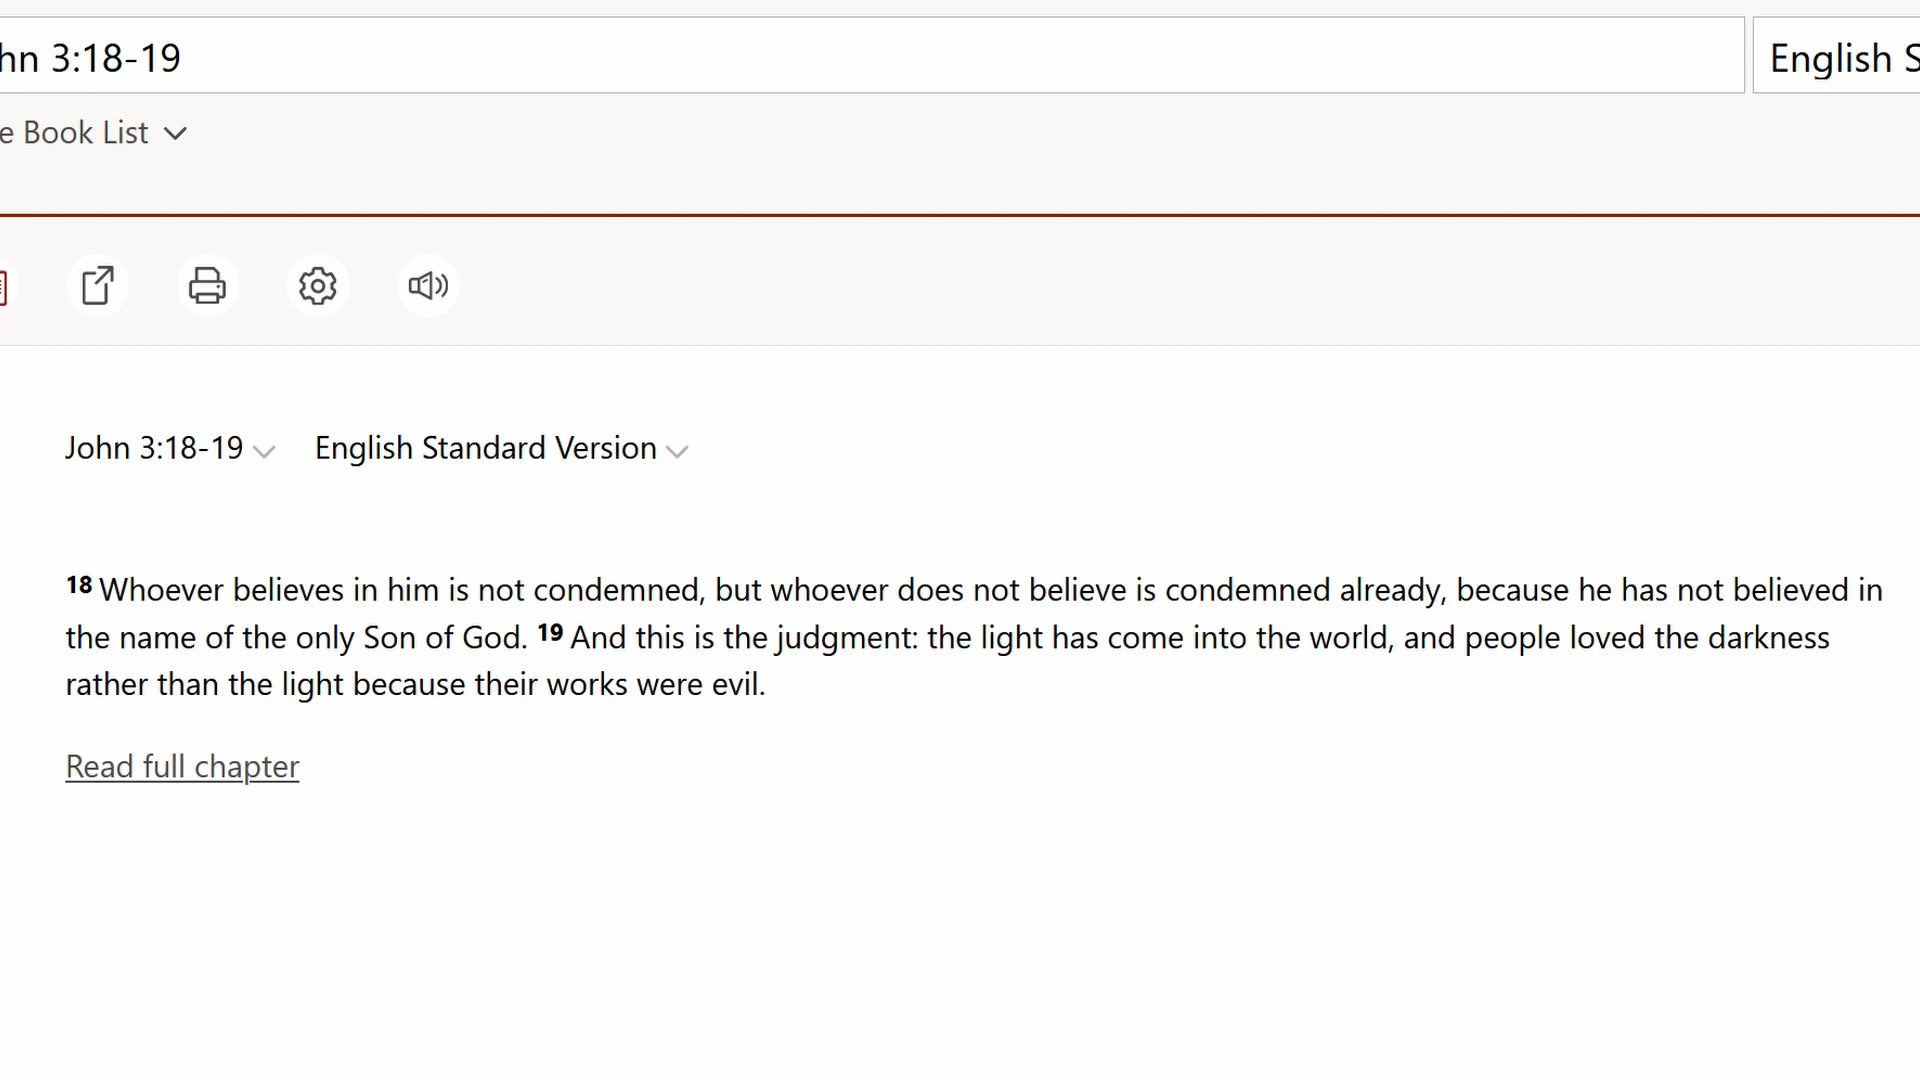 hn 3:18-19
English S
e Book List
John 3:18-19 English Standard Version
18 Whoever believes in him is not condemned, but whoever does not believe is condemned already, because he has not believed in
the name of the only Son of God. 19 And this is the judgment: the light has come into the world, and people loved the darkness
rather than the light because their works were evil.
Read full chapter